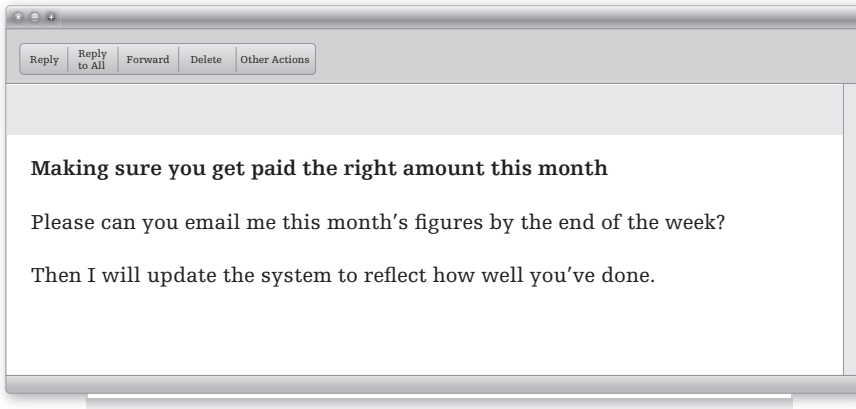 Reply
Reply
to All
Forward
Delete
Other Actions
Making sure you get paid the right amount this month
Please can you email me this month's figures by the end of the week?
Then I will update the system to reflect how well you've done.